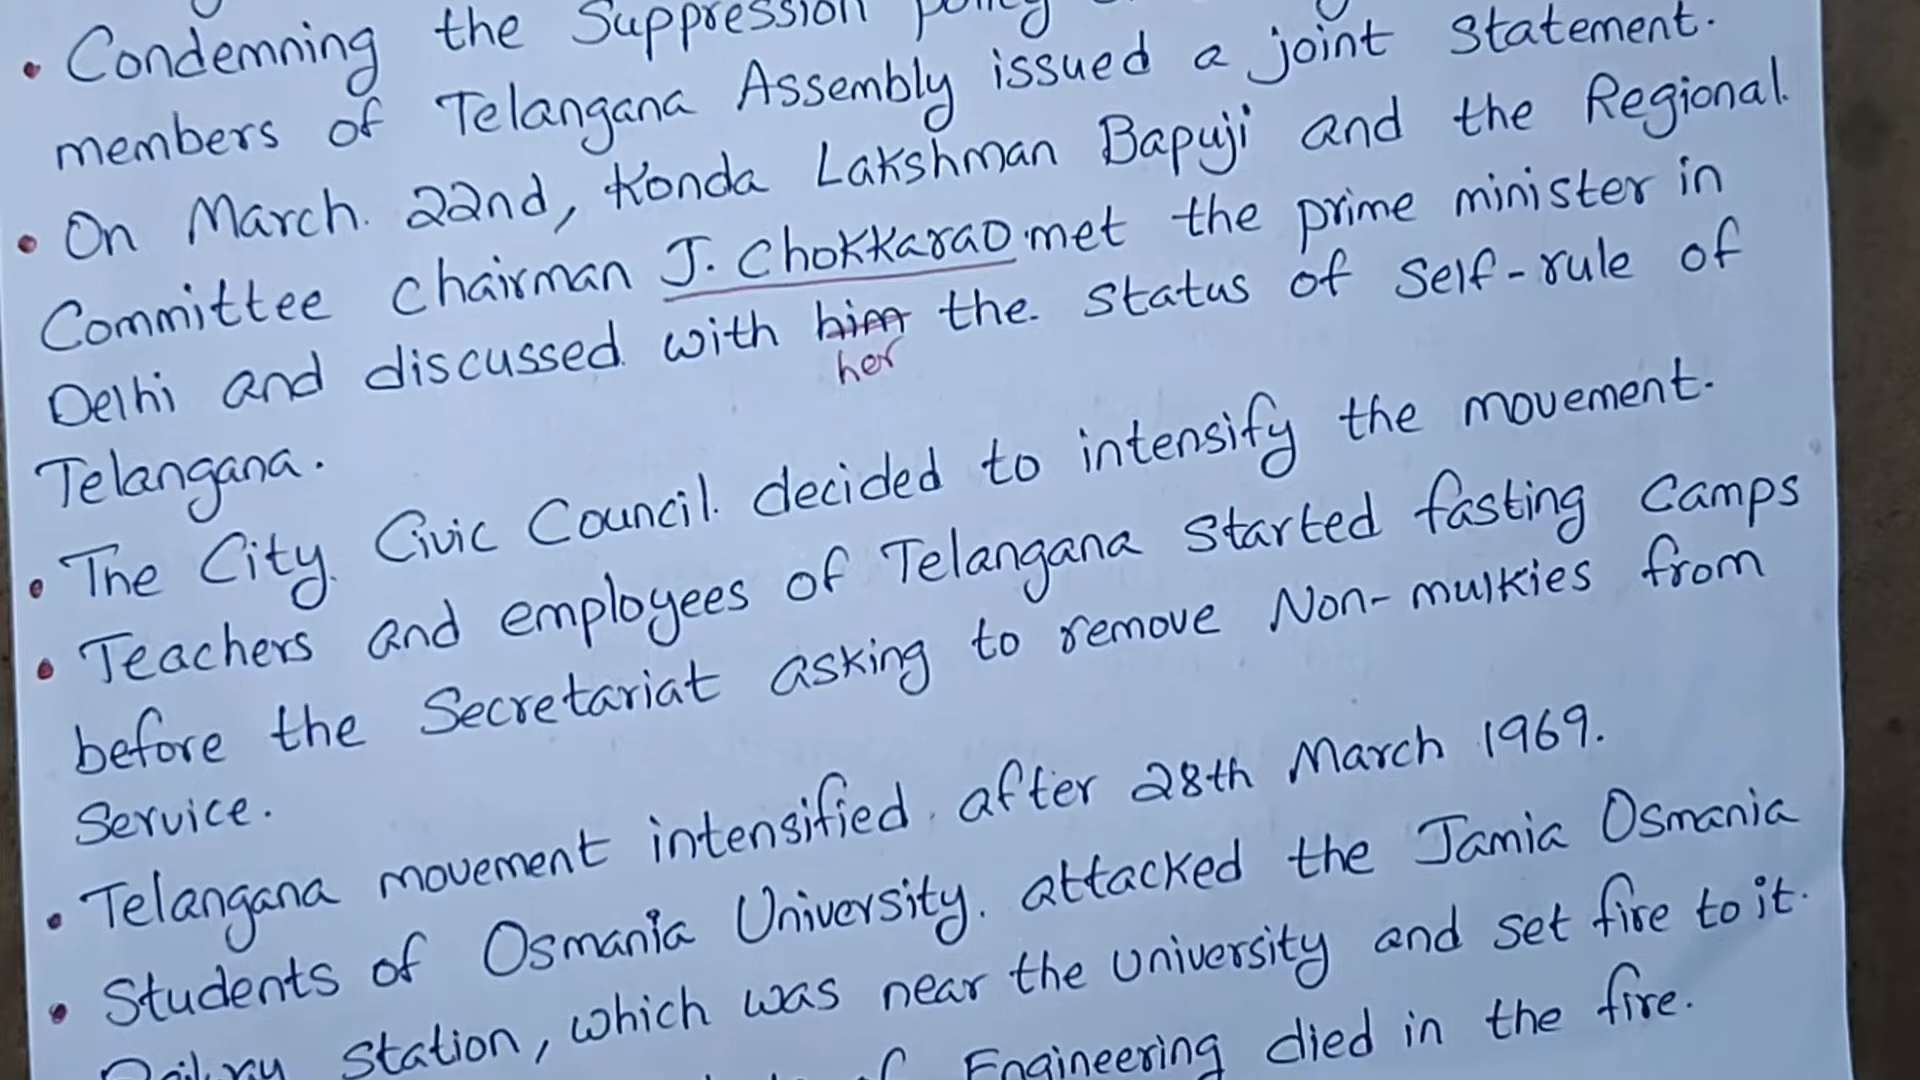 • Condemning the Suppression policy
members of Telangana Assembly issued a joint statement.
• On March 22nd, Konda Lakshman Bapuji and the Regional
Committee chairman J. Chokkarao met the prime minister in
Delhi and discussed with him her the status of self-rule of
Telangana.
• The City Civic Council decided to intensify the movement.
• Teachers and employees of Telangana started fasting camps
before the Secretariat asking to remove Non-mulkies from
Service.
• Telangana movement intensified after 28th March 1969.
• Students of Osmania University attacked the Jamia Osmania
Railway station, which was near the university and set fire to it.
Engineering died in the fire.